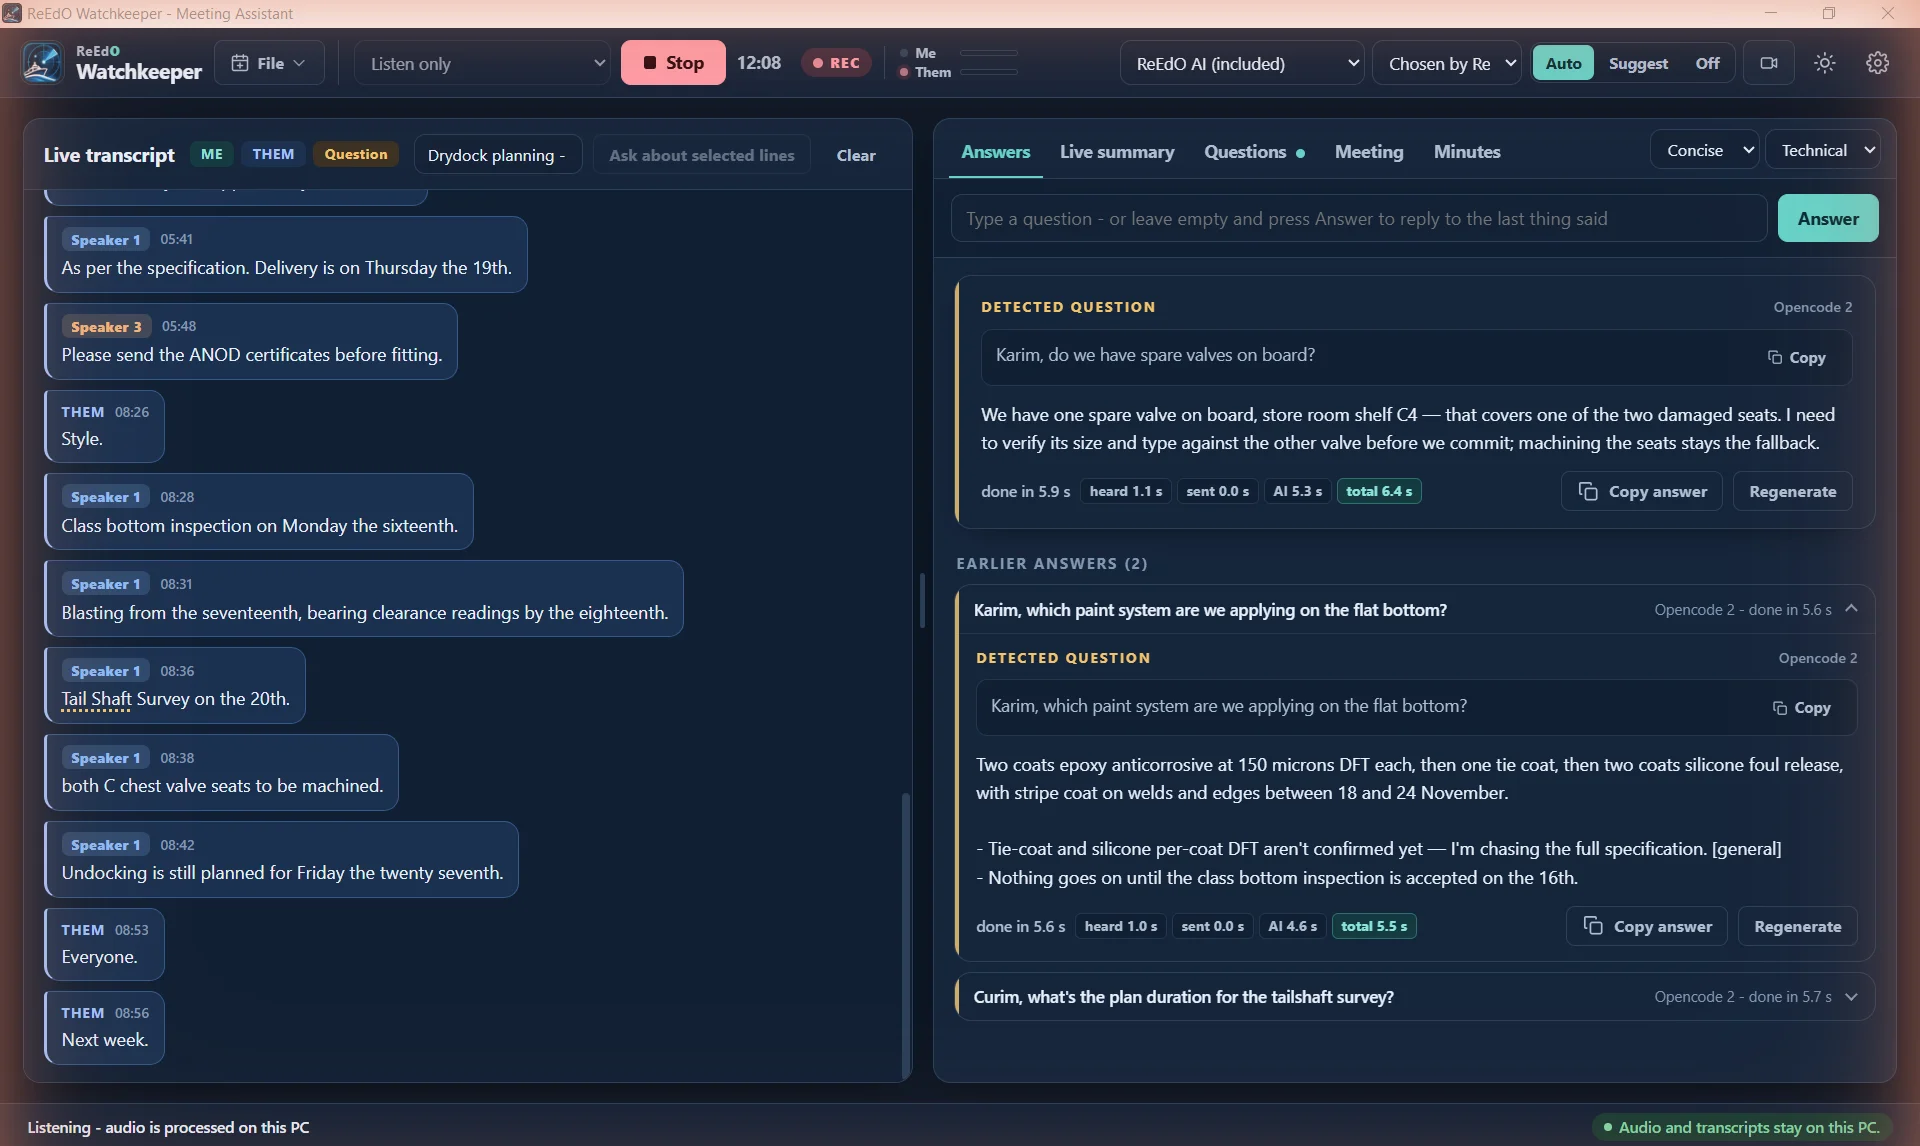 ReEdO Watchkeeper - Meeting Assistant
ReEdO
Watchkeeper
File
Listen only
Stop
12:08
REC
Me
Them
ReEdO AI (included)
Chosen by Re
Auto
Suggest
Off
Live transcript
ME
THEM
Question
Drydock planning -
Ask about selected lines
Clear
Speaker 1 05:41
As per the specification. Delivery is on Thursday the 19th.
Speaker 3 05:48
Please send the ANOD certificates before fitting.
THEM 08:26
Style.
Speaker 1 08:28
Class bottom inspection on Monday the sixteenth.
Speaker 1 08:31
Blasting from the seventeenth, bearing clearance readings by the eighteenth.
Speaker 1 08:36
Tail Shaft Survey on the 20th.
Speaker 1 08:38
both C chest valve seats to be machined.
Speaker 1 08:42
Undocking is still planned for Friday the twenty seventh.
THEM 08:53
Everyone.
THEM 08:56
Next week.
Answers
Live summary
Questions
Meeting
Minutes
Concise
Technical
Type a question - or leave empty and press Answer to reply to the last thing said
Answer
DETECTED QUESTION
Opencode 2
Karim, do we have spare valves on board?
Copy
We have one spare valve on board, store room shelf C4 — that covers one of the two damaged seats. I need
to verify its size and type against the other valve before we commit; machining the seats stays the fallback.
done in 5.9 s
heard 1.1 s
sent 0.0 s
AI 5.3 s
total 6.4 s
Copy answer
Regenerate
EARLIER ANSWERS (2)
Karim, which paint system are we applying on the flat bottom?
Opencode 2 - done in 5.6 s
DETECTED QUESTION
Opencode 2
Karim, which paint system are we applying on the flat bottom?
Copy
Two coats epoxy anticorrosive at 150 microns DFT each, then one tie coat, then two coats silicone foul release,
with stripe coat on welds and edges between 18 and 24 November.
- Tie-coat and silicone per-coat DFT aren't confirmed yet — I'm chasing the full specification. [general]
- Nothing goes on until the class bottom inspection is accepted on the 16th.
done in 5.6 s
heard 1.0 s
sent 0.0 s
AI 4.6 s
total 5.5 s
Copy answer
Regenerate
Curim, what's the plan duration for the tailshaft survey?
Opencode 2 - done in 5.7 s
Listening - audio is processed on this PC
Audio and transcripts stay on this PC.